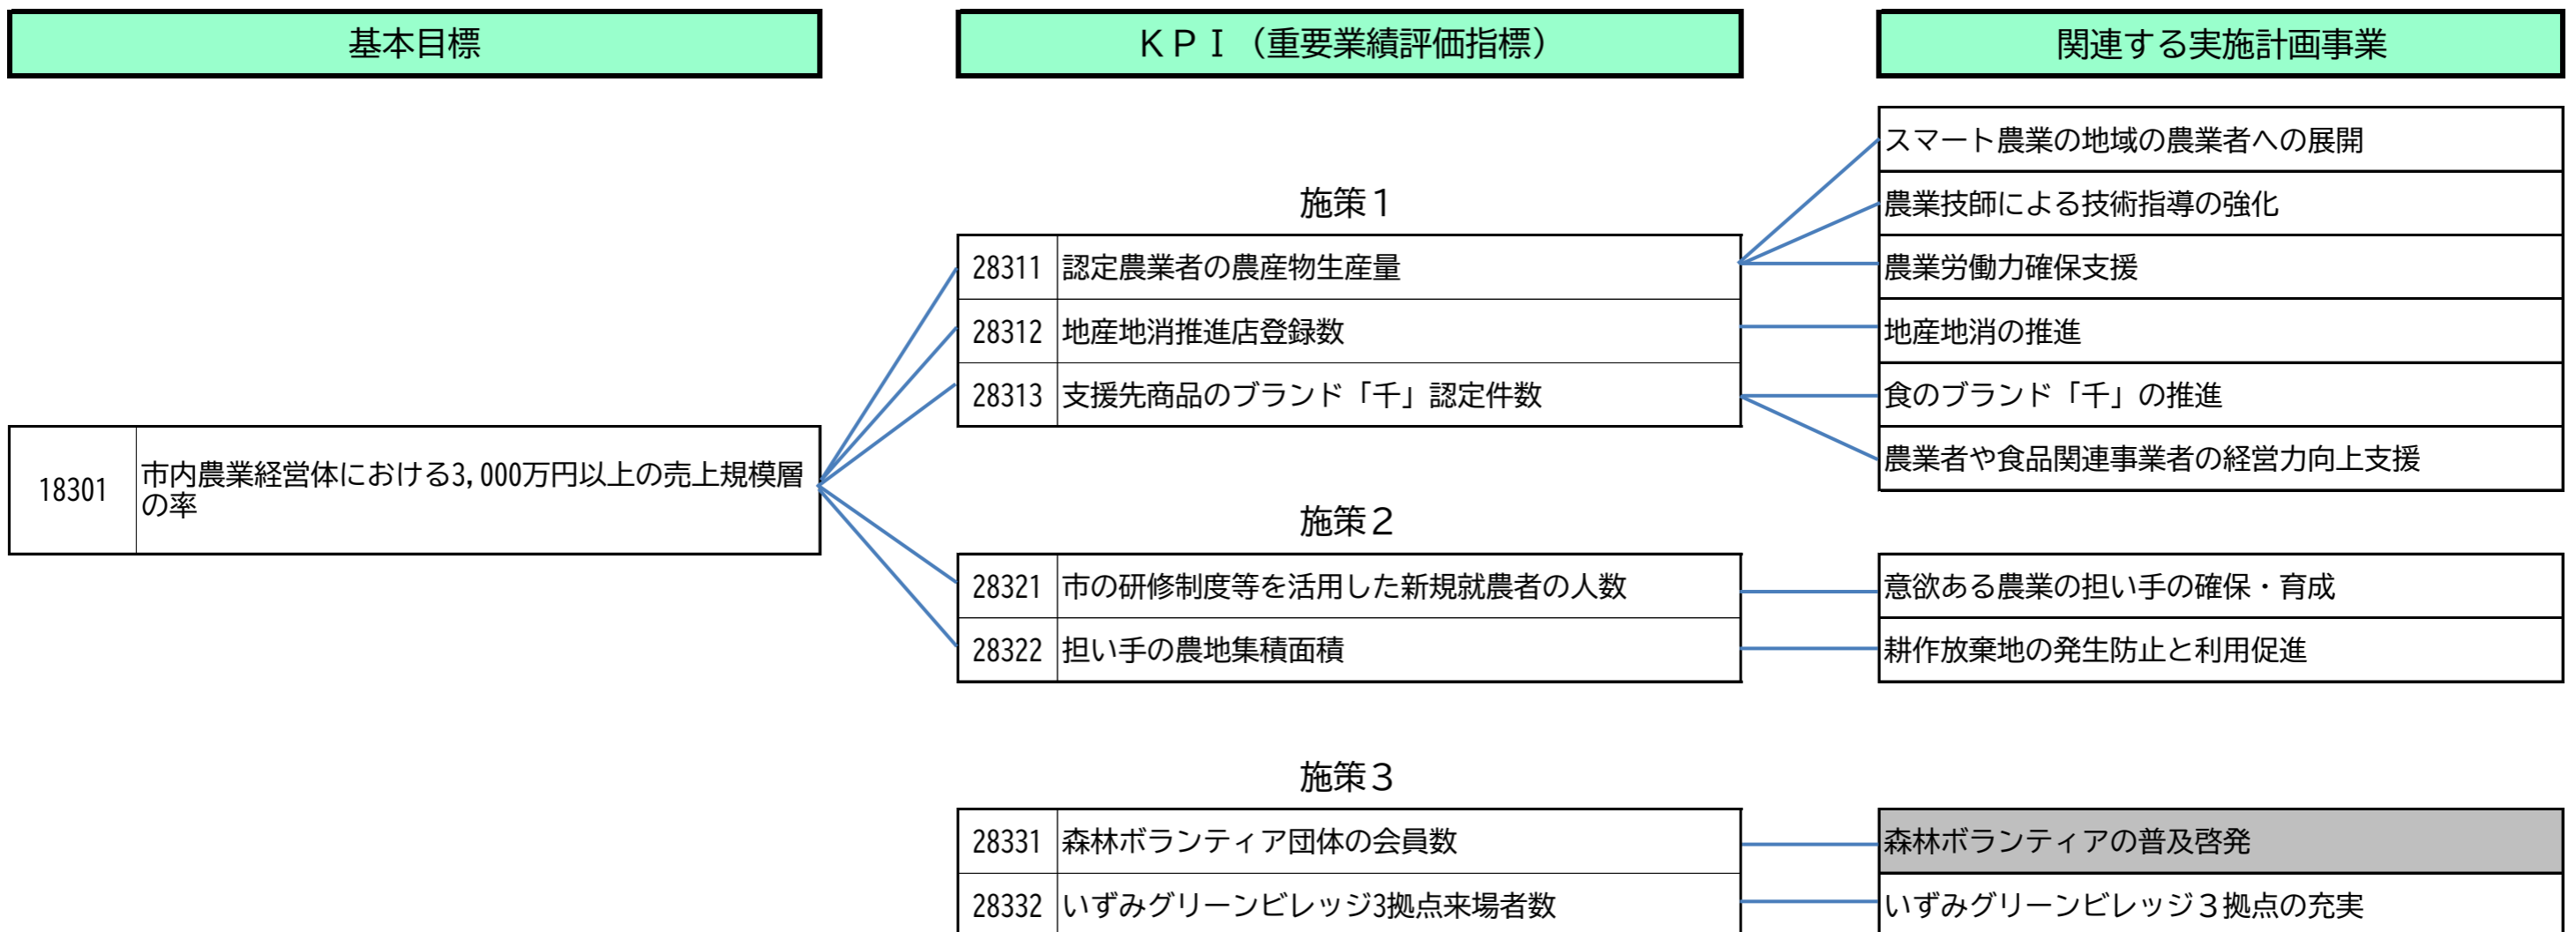 基本目標
ＫＰＩ（重要業績評価指標）
関連する実施計画事業
スマート農業の地域の農業者への展開
施策１
農業技師による技術指導の強化
28311 認定農業者の農産物生産量
農業労働力確保支援
28312 地産地消推進店登録数
地産地消の推進
28313 支援先商品のブランド「千」認定件数
食のブランド「千」の推進
農業者や食品関連事業者の経営力向上支援
18301 市内農業経営体における3,000万円以上の売上規模層
の率
施策２
28321 市の研修制度等を活用した新規就農者の人数
意欲ある農業の担い手の確保・育成
28322 担い手の農地集積面積
耕作放棄地の発生防止と利用促進
施策３
28331 森林ボランティア団体の会員数
森林ボランティアの普及啓発
28332 いずみグリーンビレッジ3拠点来場者数
いずみグリーンビレッジ３拠点の充実